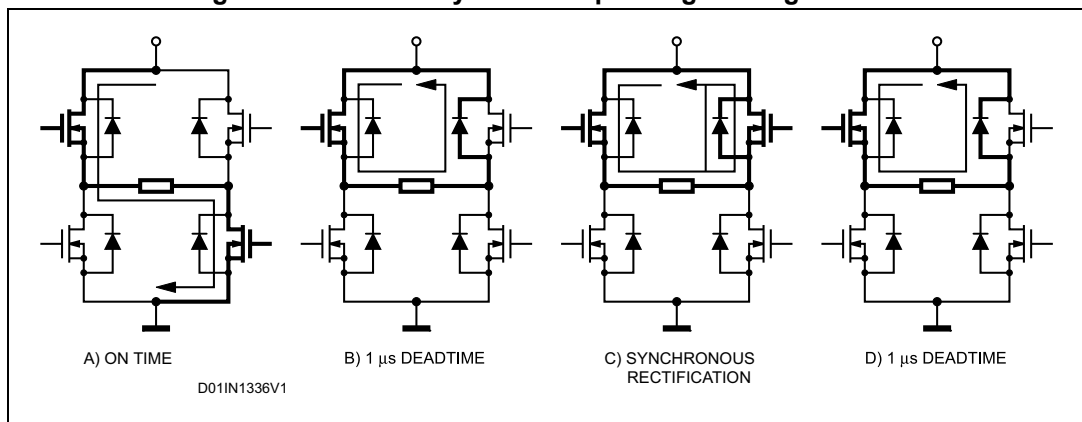 A) ON TIME
B) 1 μs DEADTIME
C) SYNCHRONOUS
RECTIFICATION
D) 1 μs DEADTIME
D01IN1336V1